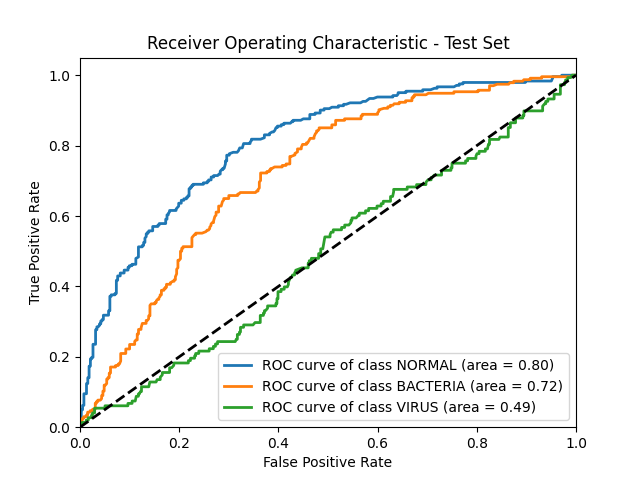 Receiver Operating Characteristic - Test Set
True Positive Rate
1.0
0.8
0.6
0.4
0.2
0.0
ROC curve of class NORMAL (area = 0.80)
ROC curve of class BACTERIA (area = 0.72)
ROC curve of class VIRUS (area = 0.49)
0.0 0.2 0.4 0.6 0.8 1.0
False Positive Rate